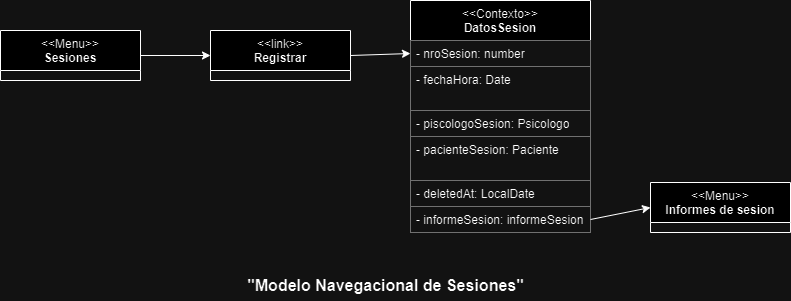 <<Menu>>
Sesiones
<<link>>
Registrar
<<Contexto>>
DatosSesion
- nroSesion: number
- fechaHora: Date
- piscologoSesion: Psicologo
- pacienteSesion: Paciente
- deletedAt: LocalDate
- informeSesion: informeSesion
<<Menu>>
Informes de sesion
"Modelo Navegacional de Sesiones"